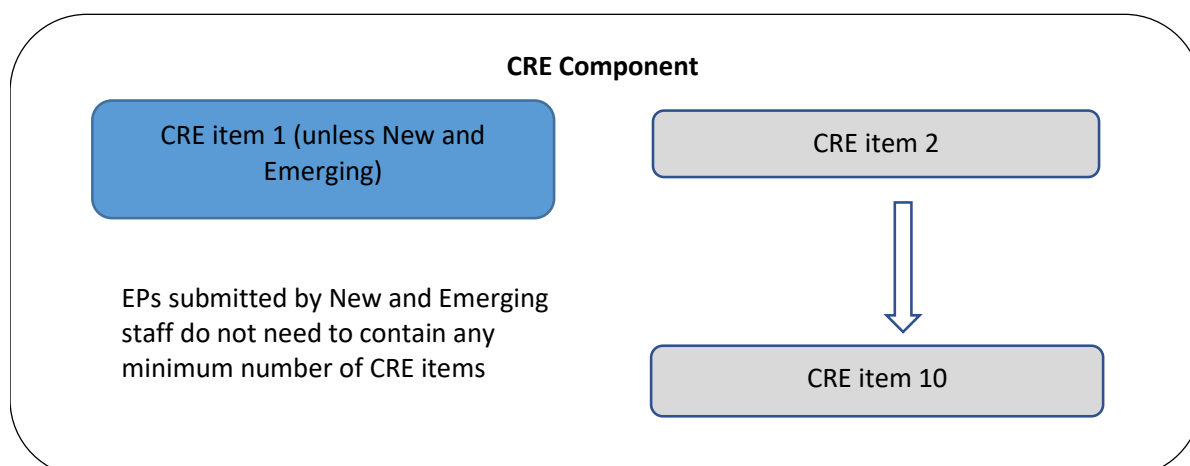 CRE Component
CRE item 1 (unless New and
Emerging)
CRE item 2
EPs submitted by New and Emerging
staff do not need to contain any
minimum number of CRE items
CRE item 10